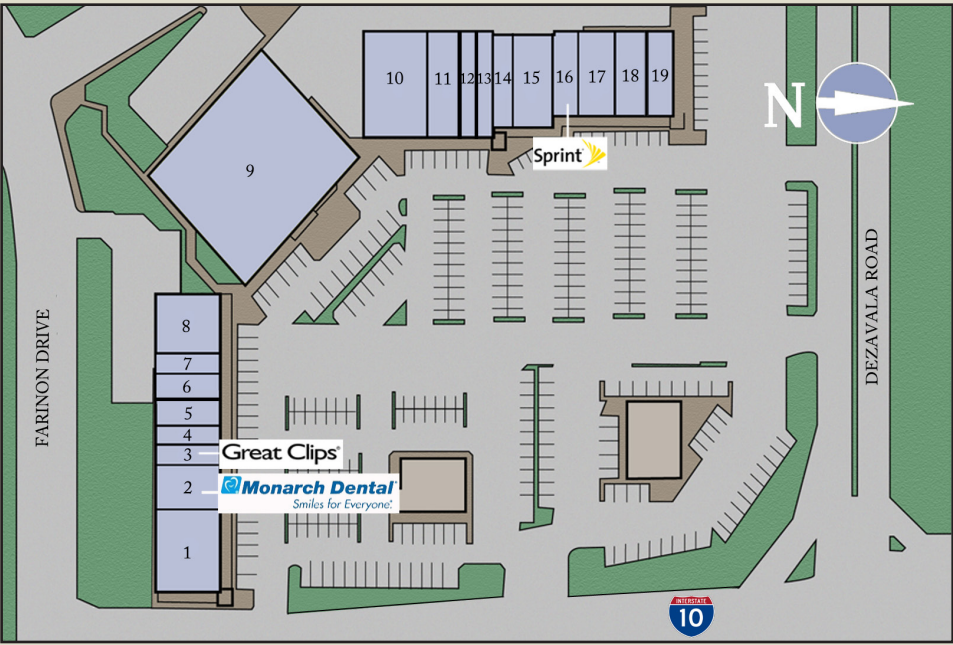 10
11
12
13
14
15
16
17
18
19
N
Sprint
9
DEZAVALA ROAD
FARINON DRIVE
8
7
6
5
4
3
Great Clips®
2
Monarch Dental®
Smiles for Everyone.
1
INTERSTATE
10